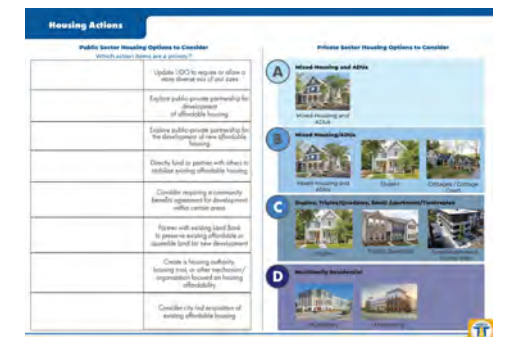 Housing Actions
Public Sector Housing Options to Consider
Which action items are a priority?
Update UDO to require or allow a
more diverse mix of unit sizes
Explore public-private partnership for
development
of affordable housing
Explore public-private partnership for
the development of new affordable
housing
Directly fund or partner with others to
stabilize existing affordable housing
Consider requiring a community
benefits agreement for development
within certain areas
Partner with existing Land Bank
to preserve existing affordable or
assemble land for new development
Create a housing authority,
housing trust, or other mechanism/
organization focused on housing
affordability
Consider city-led acquisition of
existing affordable housing
Private Sector Housing Options to Consider
A
Mixed Housing and ADUs
Mixed Housing and
ADUs
B
Mixed Housing/ADUs
Mixed Housing and
ADUs
Duplex
Cottages / Cottage
Court
C
Duplex, Triplex/Quadplex, Small Apartment/Townhomes
Duplex
D
Multifamily Residential
Multifamily
Multifamily